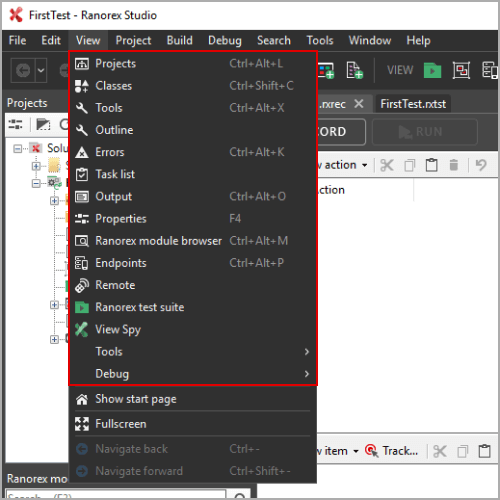 FirstTest - Ranorex Studio
File Edit View Project Build Debug Search Tools Window Help
Projects Ctrl+Alt+L
VIEW
Classes Ctrl+Shift+C
Projects
Tools Ctrl+Alt+X
.rxrec FirstTest.rxtst
Outline
ORD RUN
Errors Ctrl+Alt+K
Solu
Task list
action
Output Ctrl+Alt+O
ction
Properties F4
Ranorex module browser Ctrl+Alt+M
Endpoints Ctrl+Alt+P
Remote
Ranorex test suite
View Spy
Tools
Debug
Show start page
Fullscreen
Navigate back Ctrl+-
w item Track...
Navigate forward Ctrl+Shift+-
Ranorex mo
Search... (F3)